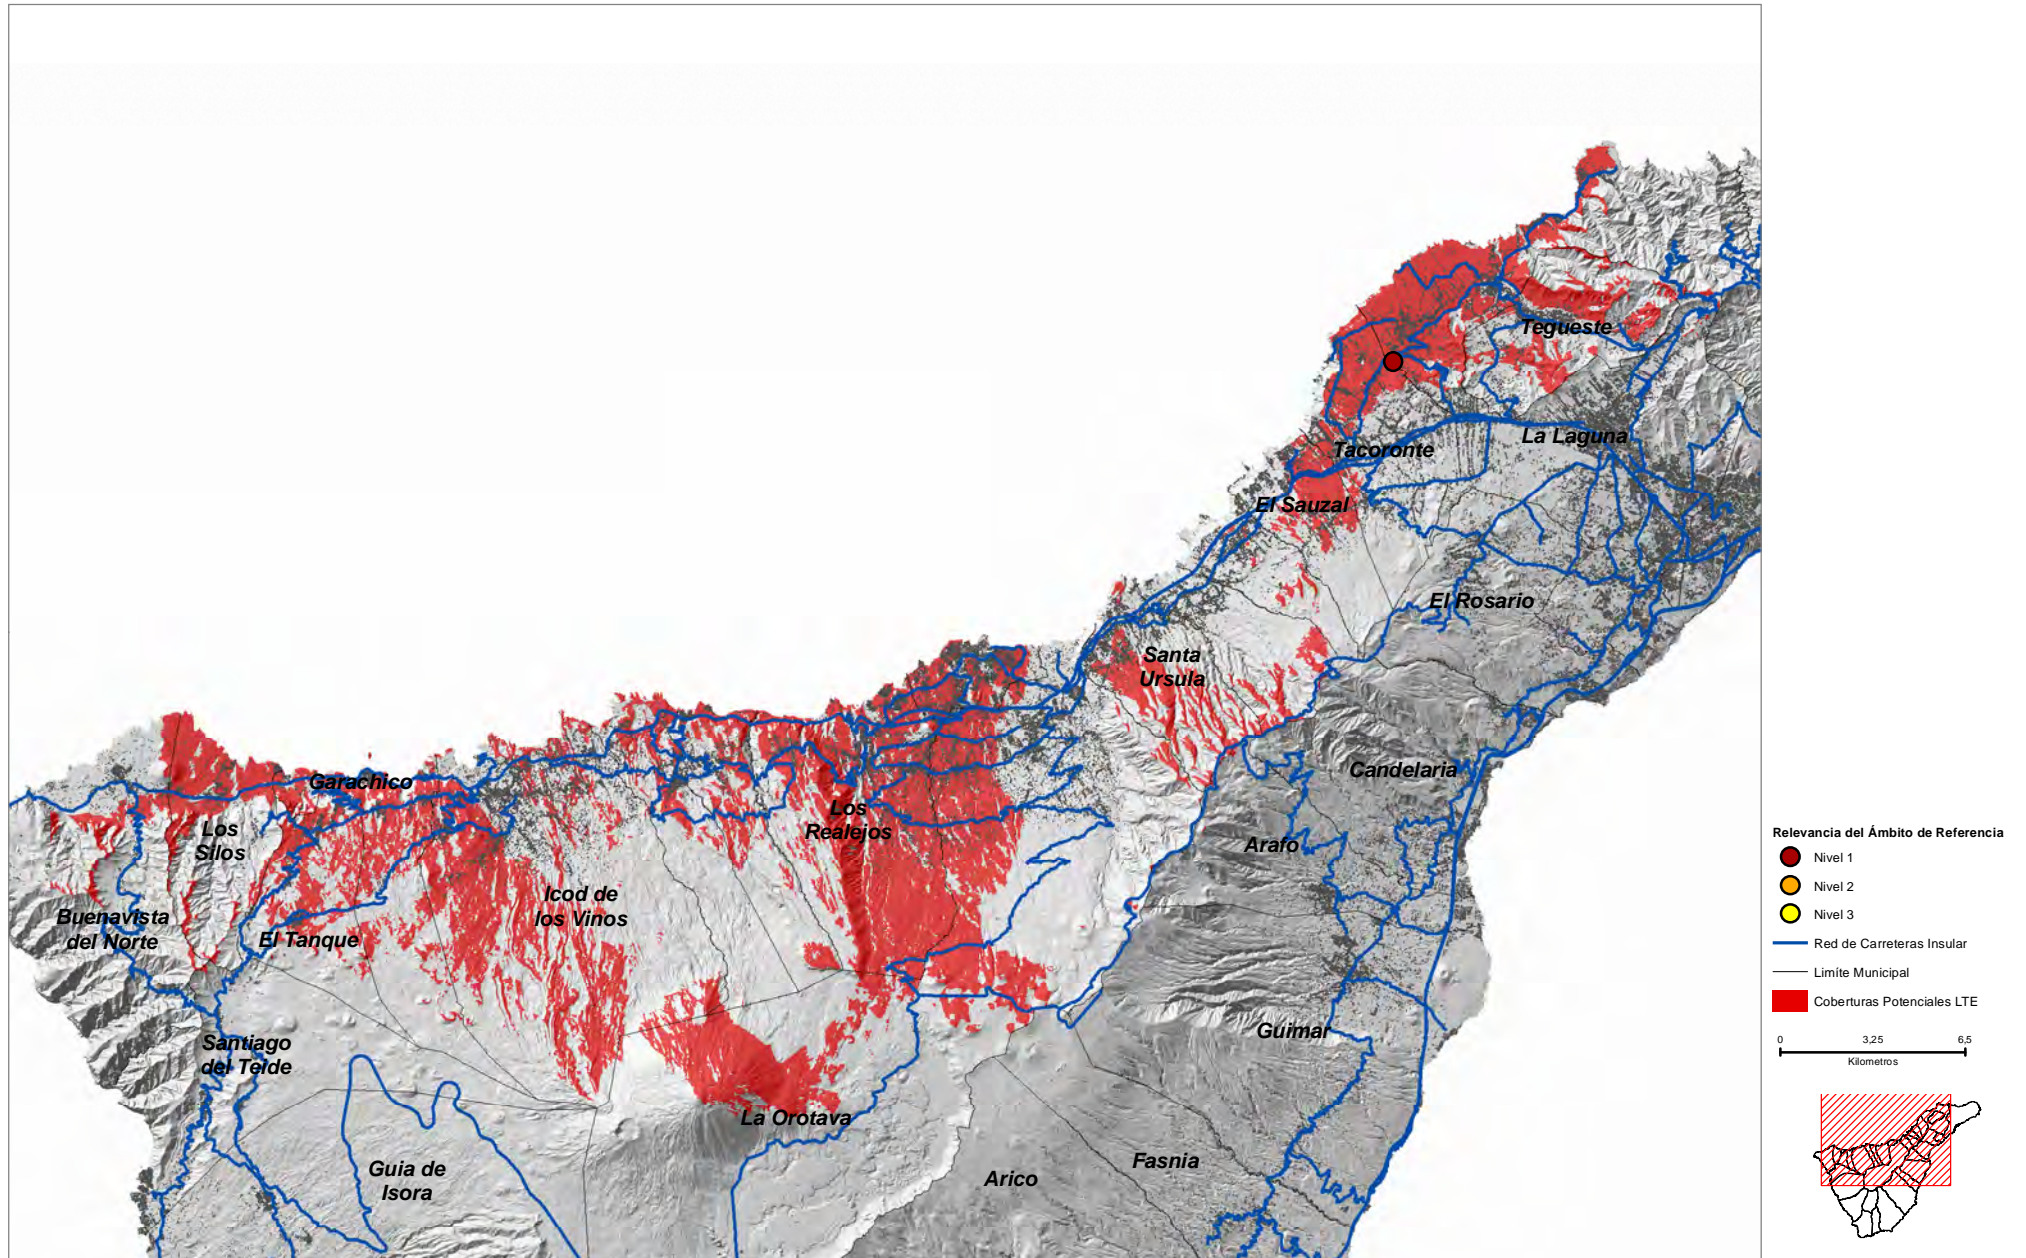 Tegueste
La Laguna
Tacoronte
El Sauzal
El Rosario
Santa
Ursula
Candelaria
Garachico
Los
Silos
Los
Realejos
Arafo
Icod de
los Vinos
Buenavista
del Norte
El Tanque
Guimar
Santiago
del Teide
La Orotava
Guia de
Isora
Fasnia
Arico
Relevancia del Ámbito de Referencia
Nivel 1
Nivel 2
Nivel 3
Red de Carreteras Insular
Limíte Municipal
Coberturas Potenciales LTE
0 3,25 6,5
Kilometros